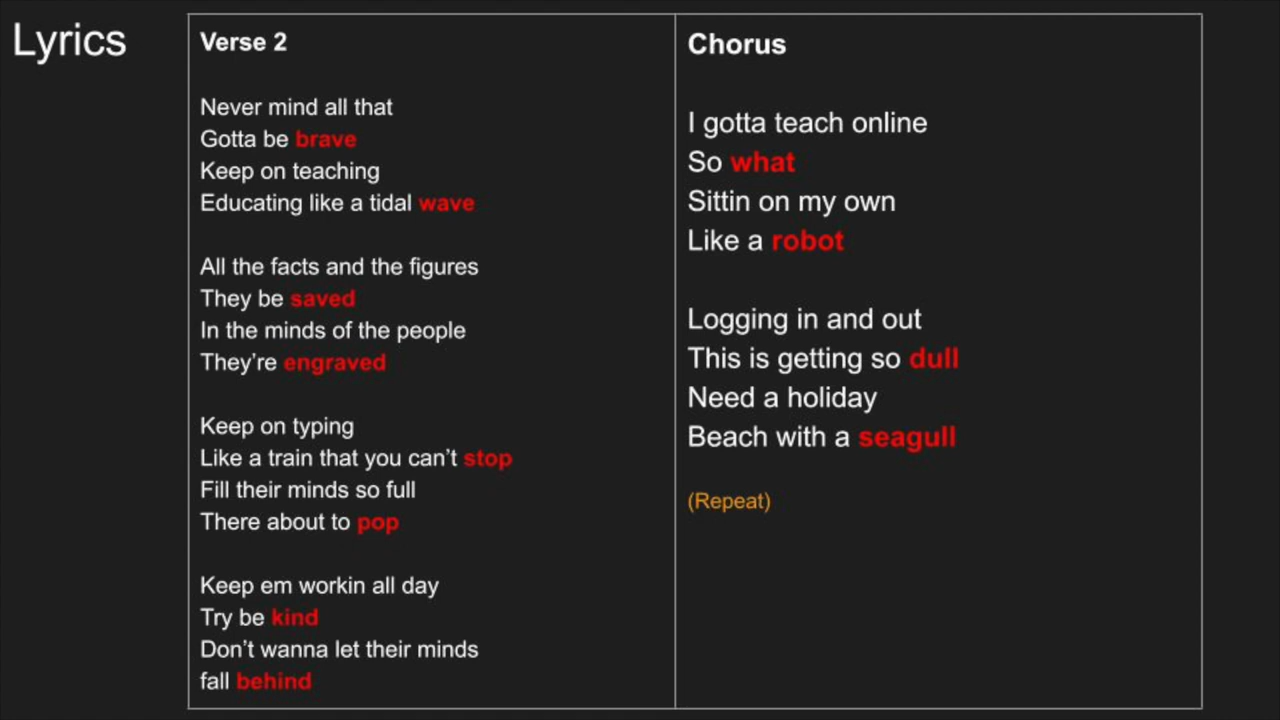 Lyrics
Verse 2
Never mind all that
Gotta be brave
Keep on teaching
Educating like a tidal wave
All the facts and the figures
They be saved
In the minds of the people
They're engraved
Keep on typing
Like a train that you can't stop
Fill their minds so full
There about to pop
Keep em workin all day
Try be kind
Don't wanna let their minds
fall behind
Chorus
I gotta teach online
So what
Sittin on my own
Like a robot
Logging in and out
This is getting so dull
Need a holiday
Beach with a seagull
(Repeat)